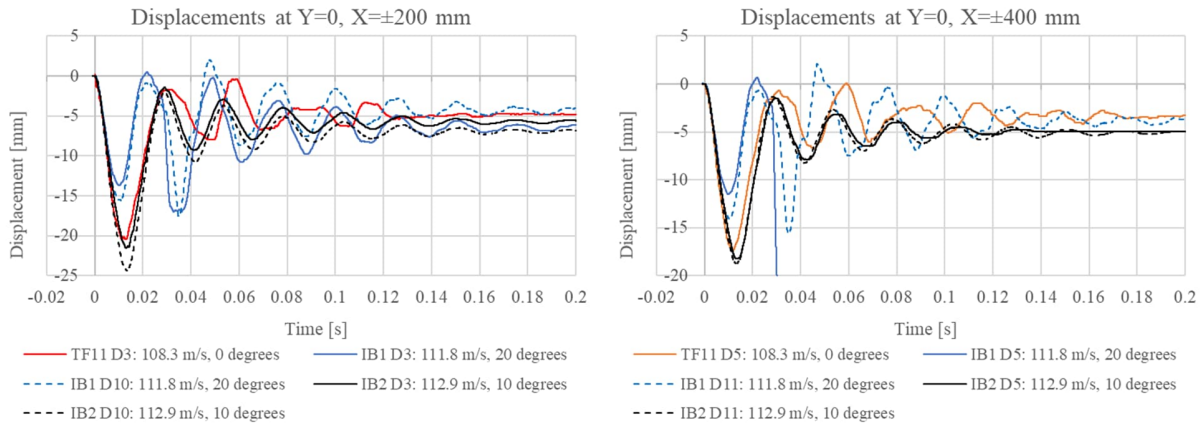 Displacements at Y=0, X=±200 mm
5
0
-5
-10
-15
-20
-25
Displacement [mm]
-0.02 0 0.02 0.04 0.06 0.08 0.1 0.12 0.14 0.16 0.18 0.2
Time [s]
TF11 D3: 108.3 m/s, 0 degrees
IB1 D3: 111.8 m/s, 20 degrees
IB1 D10: 111.8 m/s, 20 degrees
IB2 D3: 112.9 m/s, 10 degrees
IB2 D10: 112.9 m/s, 10 degrees
Displacements at Y=0, X=±400 mm
5
0
-5
-10
-15
-20
Displacement [mm]
-0.02 0 0.02 0.04 0.06 0.08 0.1 0.12 0.14 0.16 0.18 0.2
Time [s]
TF11 D5: 108.3 m/s, 0 degrees
IB1 D5: 111.8 m/s, 20 degrees
IB1 D11: 111.8 m/s, 20 degrees
IB2 D5: 112.9 m/s, 10 degrees
IB2 D11: 112.9 m/s, 10 degrees